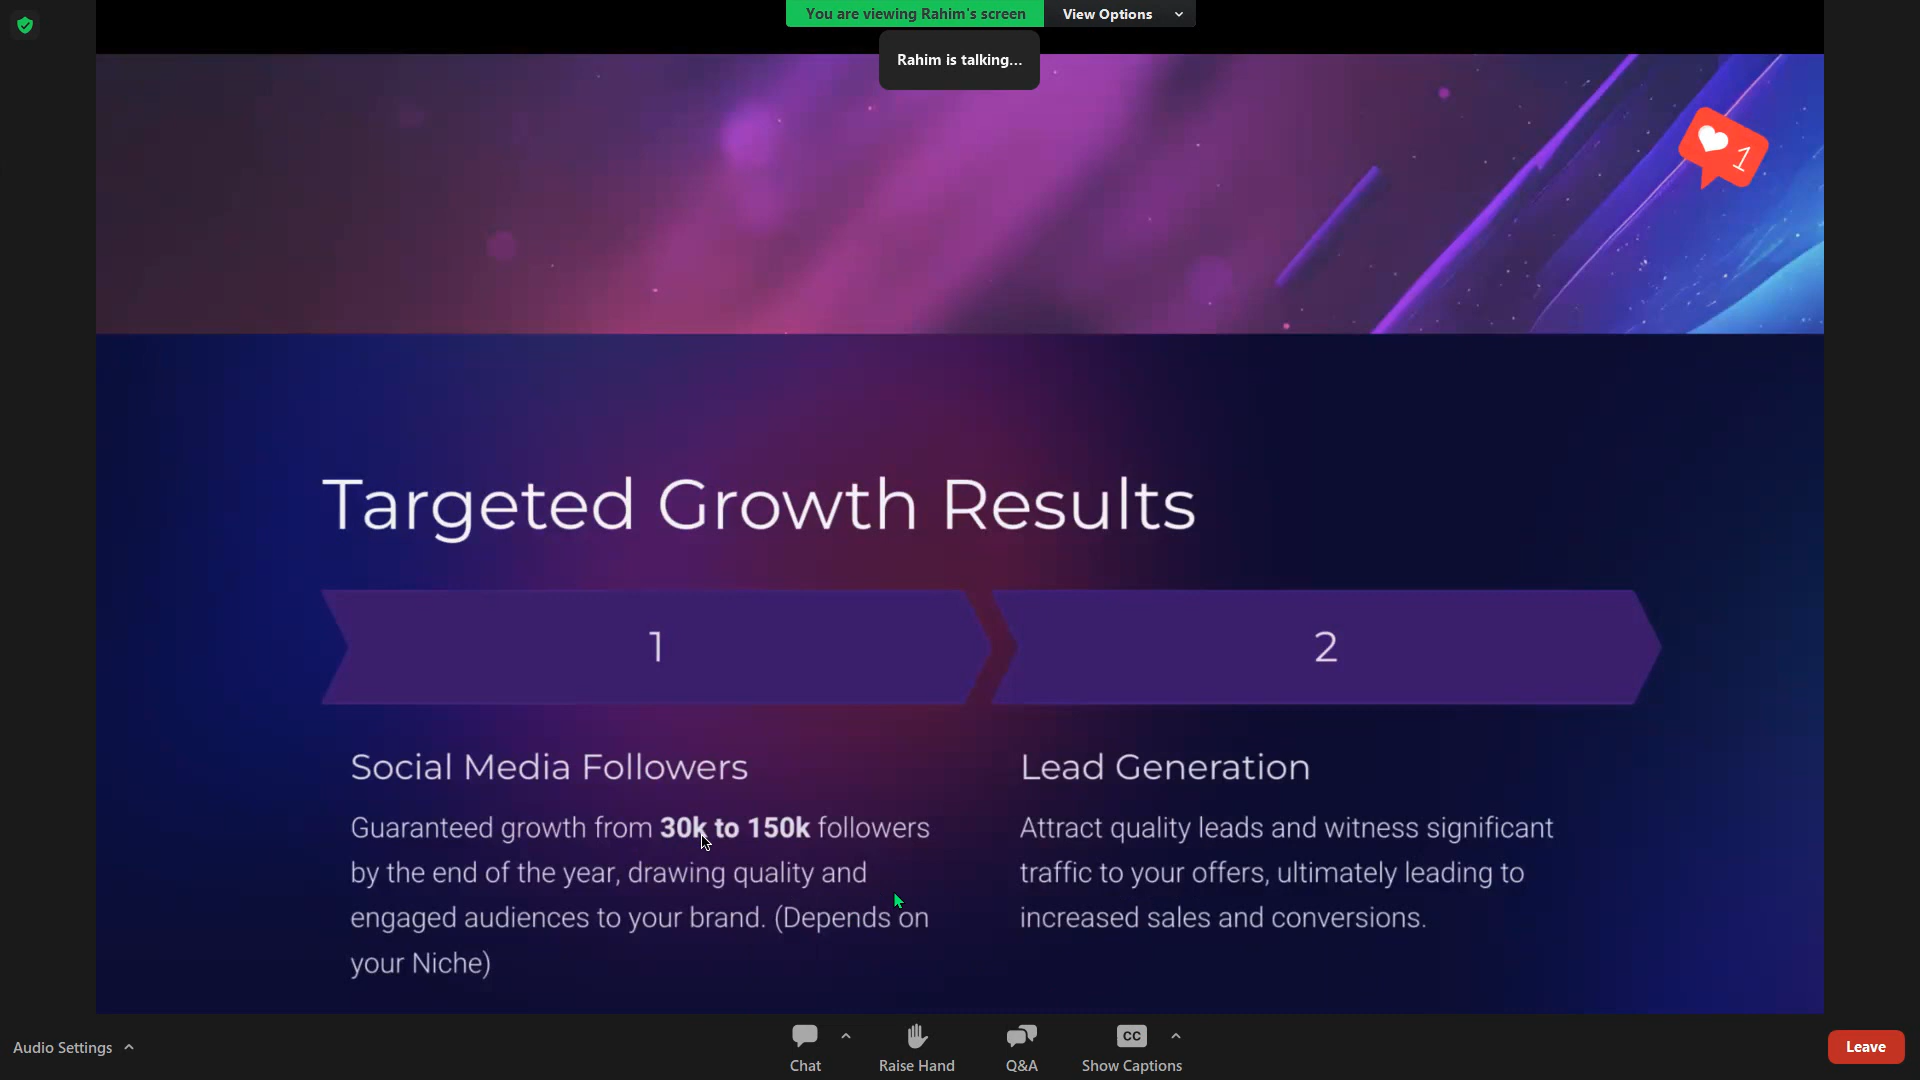 You are viewing Rahim's screen
View Options
Rahim is talking...
1
Targeted Growth Results
1
2
Social Media Followers
Guaranteed growth from 30k to 150k followers
by the end of the year, drawing quality and
engaged audiences to your brand. (Depends on
your Niche)
Lead Generation
Attract quality leads and witness significant
traffic to your offers, ultimately leading to
increased sales and conversions.
Audio Settings
Chat
Raise Hand
Q&A
CC
Show Captions
Leave